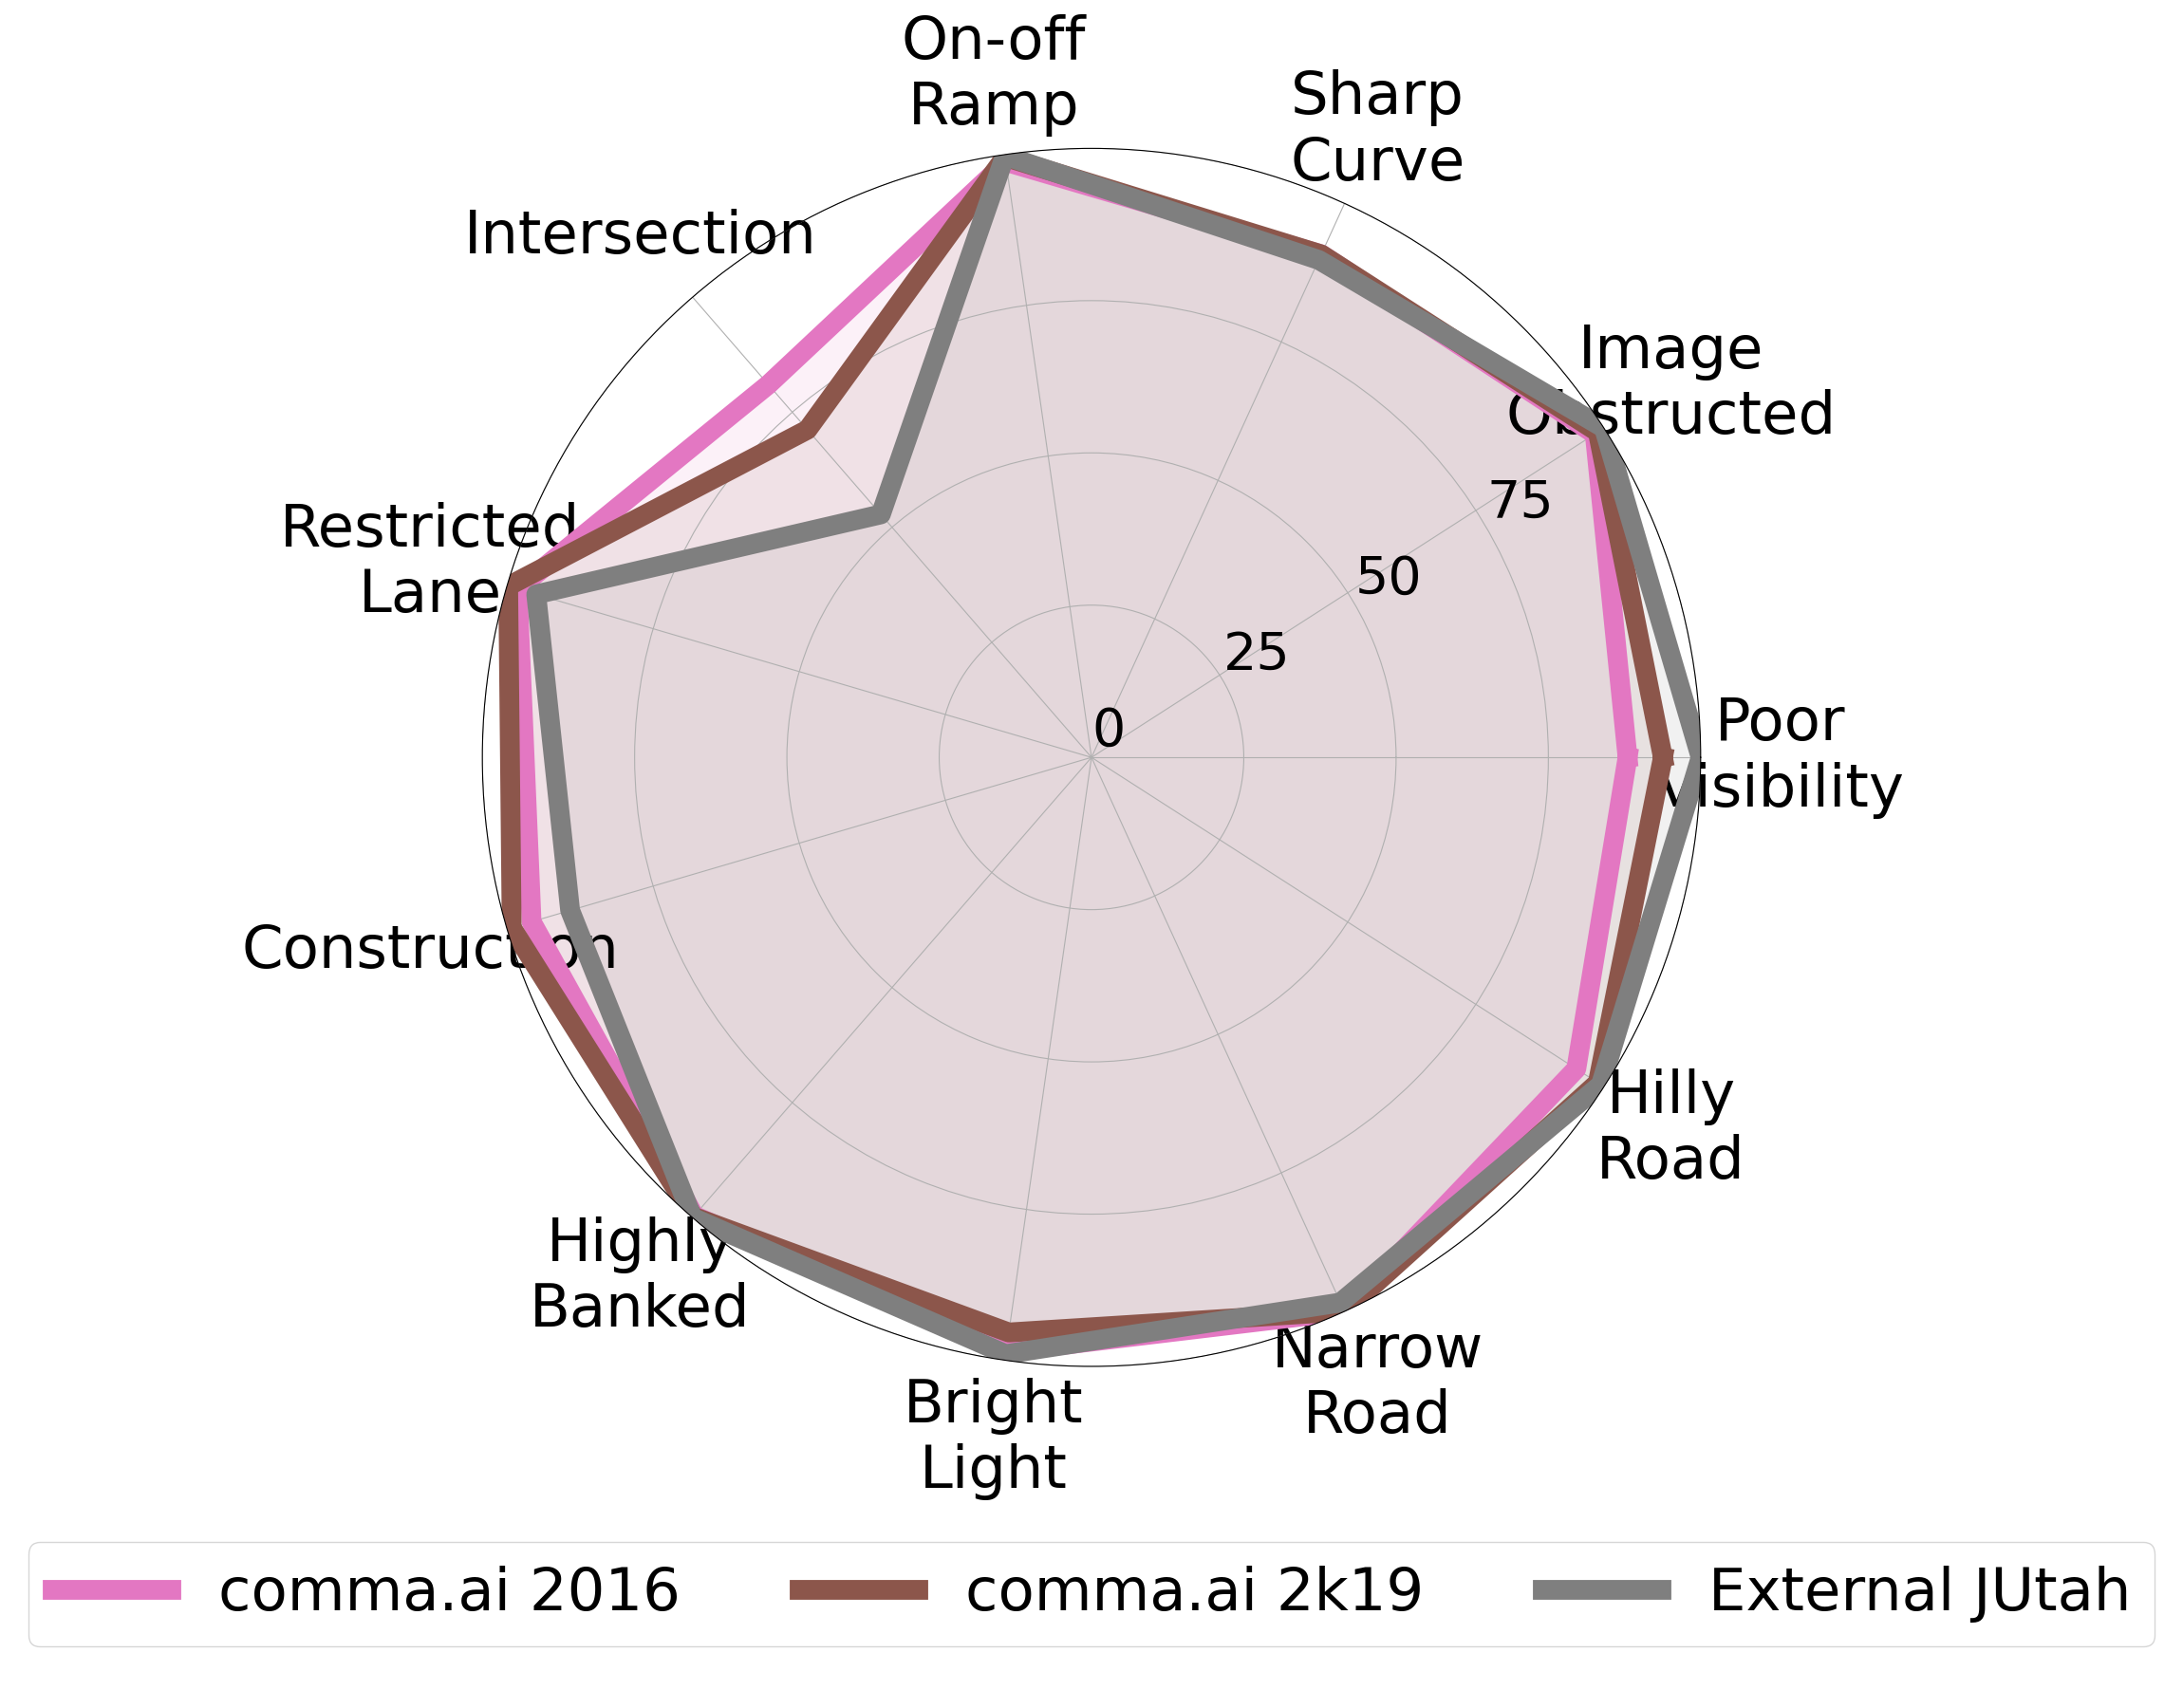 On-off
Ramp
Sharp
Curve
Intersection
Image
Obstructed
75
Restricted
Lane
50
25
0
Poor
Visibility
Construction
Hilly
Road
Highly
Banked
Narrow
Road
Bright
Light
comma.ai 2016
comma.ai 2k19
External JUtah